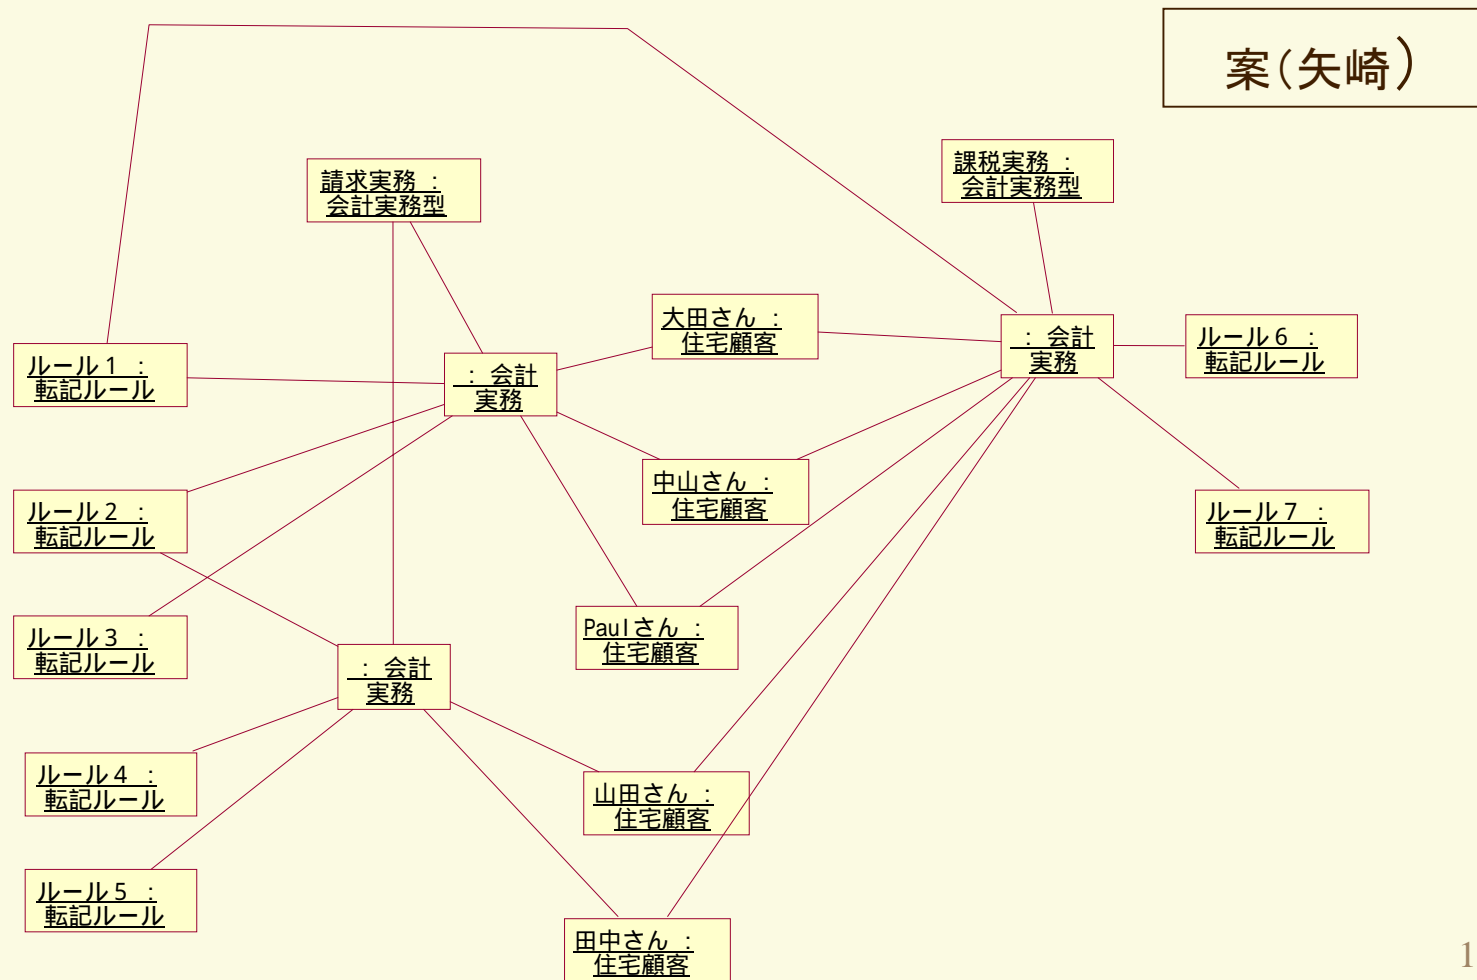 案(矢崎)
課税実務 :
会計実務型
請求実務 :
会計実務型
大田さん :
住宅顧客
: 会計
実務
ルール6 :
転記ルール
ルール1 :
転記ルール
: 会計
実務
中山さん :
住宅顧客
ルール2 :
転記ルール
ルール7 :
転記ルール
Paulさん :
住宅顧客
ルール3 :
転記ルール
: 会計
実務
ルール4 :
転記ルール
山田さん :
住宅顧客
ルール5 :
転記ルール
田中さん :
住宅顧客
1